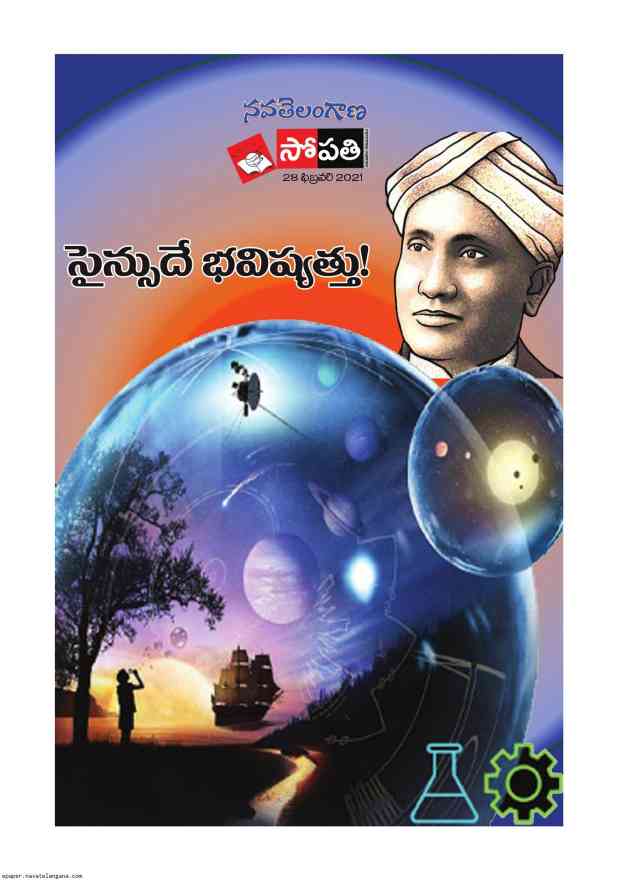 నవతెలంగాణ
సోపతి
28 ఫిబ్రవరి 2021
సైన్సుదే భవిష్యత్తు!
epaper.navatelangana.com